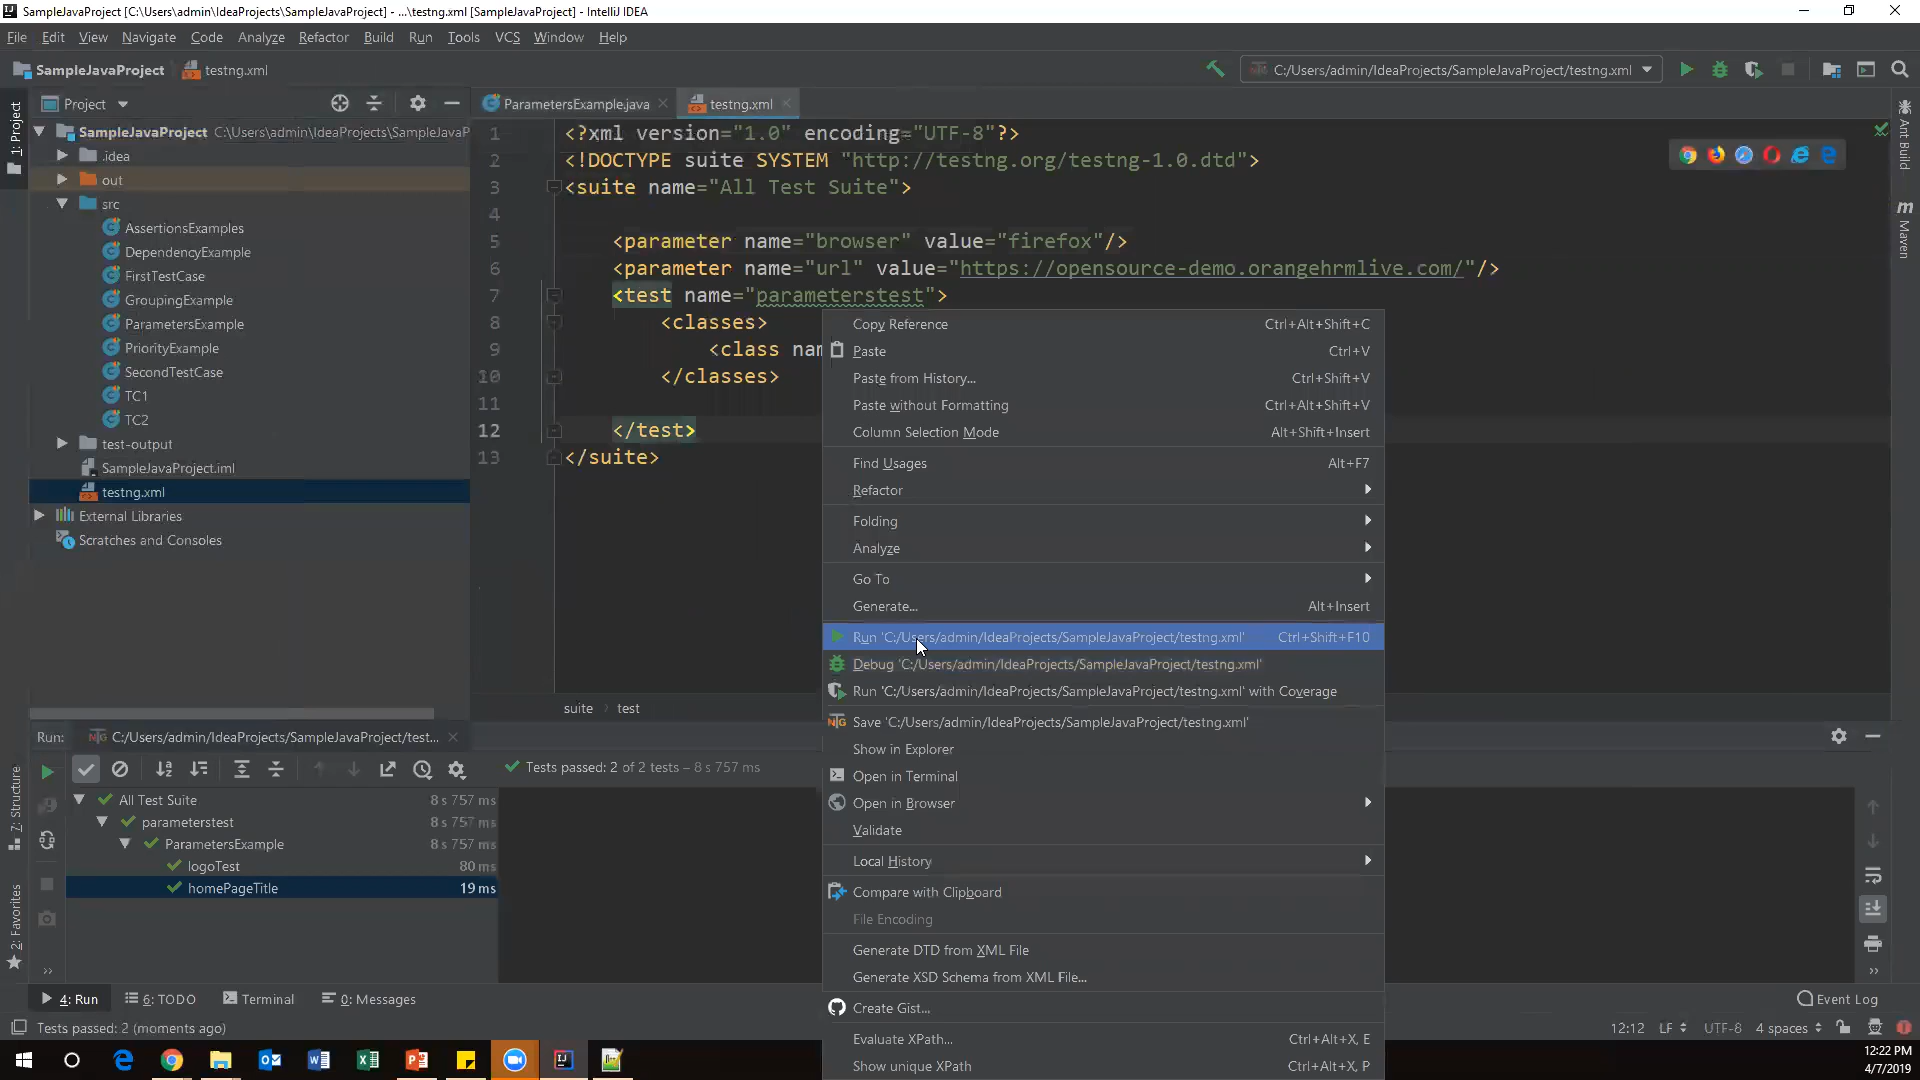 SampleJavaProject [C:\Users\admin\IdeaProjects\SampleJavaProject] - ...\testng.xml [SampleJavaProject] - IntelliJ IDEA
File Edit View Navigate Code Analyze Refactor Build Run Tools VCS Window Help
SampleJavaProject testng.xml
C:/Users/admin/IdeaProjects/SampleJavaProject/testng.xml
Project
ParametersExample.java testng.xml
1: Project
SampleJavaProject C:\Users\admin\IdeaProjects\SampleJavaP
.idea
out
src
AssertionsExamples
DependencyExample
FirstTestCase
GroupingExample
ParametersExample
PriorityExample
SecondTestCase
TC1
TC2
test-output
SampleJavaProject.iml
testng.xml
External Libraries
Scratches and Consoles
1 <?xml version="1.0" encoding="UTF-8"?>
2 <!DOCTYPE suite SYSTEM "http://testng.org/testng-1.0.dtd">
3 <suite name="All Test Suite">
4
5 <parameter name="browser" value="firefox"/>
6 <parameter name="url" value="https://opensource-demo.orangehrmlive.com/"/>
7 <test name="parameterstest">
8 <classes>
9 <class nam
10 </classes>
11
12 </test>
13 </suite>
Ant Build
Maven
Copy Reference Ctrl+Alt+Shift+C
Paste Ctrl+V
Paste from History... Ctrl+Shift+V
Paste without Formatting Ctrl+Alt+Shift+V
Column Selection Mode Alt+Shift+Insert
Find Usages Alt+F7
Refactor
Folding
Analyze
Go To
Generate... Alt+Insert
Run 'C:/Users/admin/IdeaProjects/SampleJavaProject/testng.xml' Ctrl+Shift+F10
Debug 'C:/Users/admin/IdeaProjects/SampleJavaProject/testng.xml'
Run 'C:/Users/admin/IdeaProjects/SampleJavaProject/testng.xml' with Coverage
Save 'C:/Users/admin/IdeaProjects/SampleJavaProject/testng.xml'
Show in Explorer
Open in Terminal
Open in Browser
Validate
Local History
Compare with Clipboard
File Encoding
Generate DTD from XML File
Generate XSD Schema from XML File...
Create Gist...
Evaluate XPath... Ctrl+Alt+X, E
Show unique XPath Ctrl+Alt+X, P
suite test
Run: C:/Users/admin/IdeaProjects/SampleJavaProject/test...
Tests passed: 2 of 2 tests – 8 s 757 ms
All Test Suite 8 s 757 ms
parameterstest 8 s 757 ms
ParametersExample 8 s 757 ms
logoTest 80 ms
homePageTitle 19 ms
7: Structure
2: Favorites
4: Run 6: TODO Terminal 0: Messages Event Log
Tests passed: 2 (moments ago) 12:12 LF UTF-8 4 spaces
12:22 PM
4/7/2019